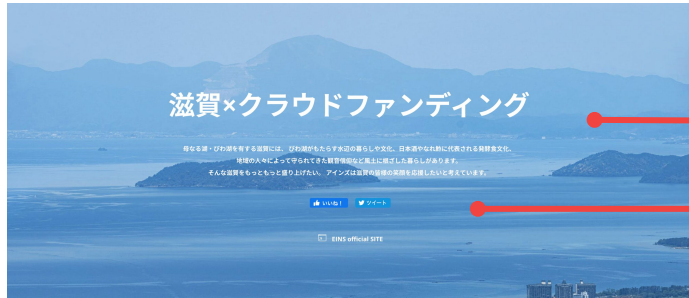 滋賀×クラウドファンディング
母なる湖・びわ湖を有する滋賀には、びわ湖がもたらす水辺の暮らしや文化、日本酒やなれ鮓に代表される発酵食文化、
地域の人々によって守られてきた観音信仰など風土に根ざした暮らしがあります。
そんな滋賀をもっともっと盛り上げたい。アインズは滋賀の皆様の笑顔を応援したいと考えています。
いいね！ ツイート
EINS official SITE